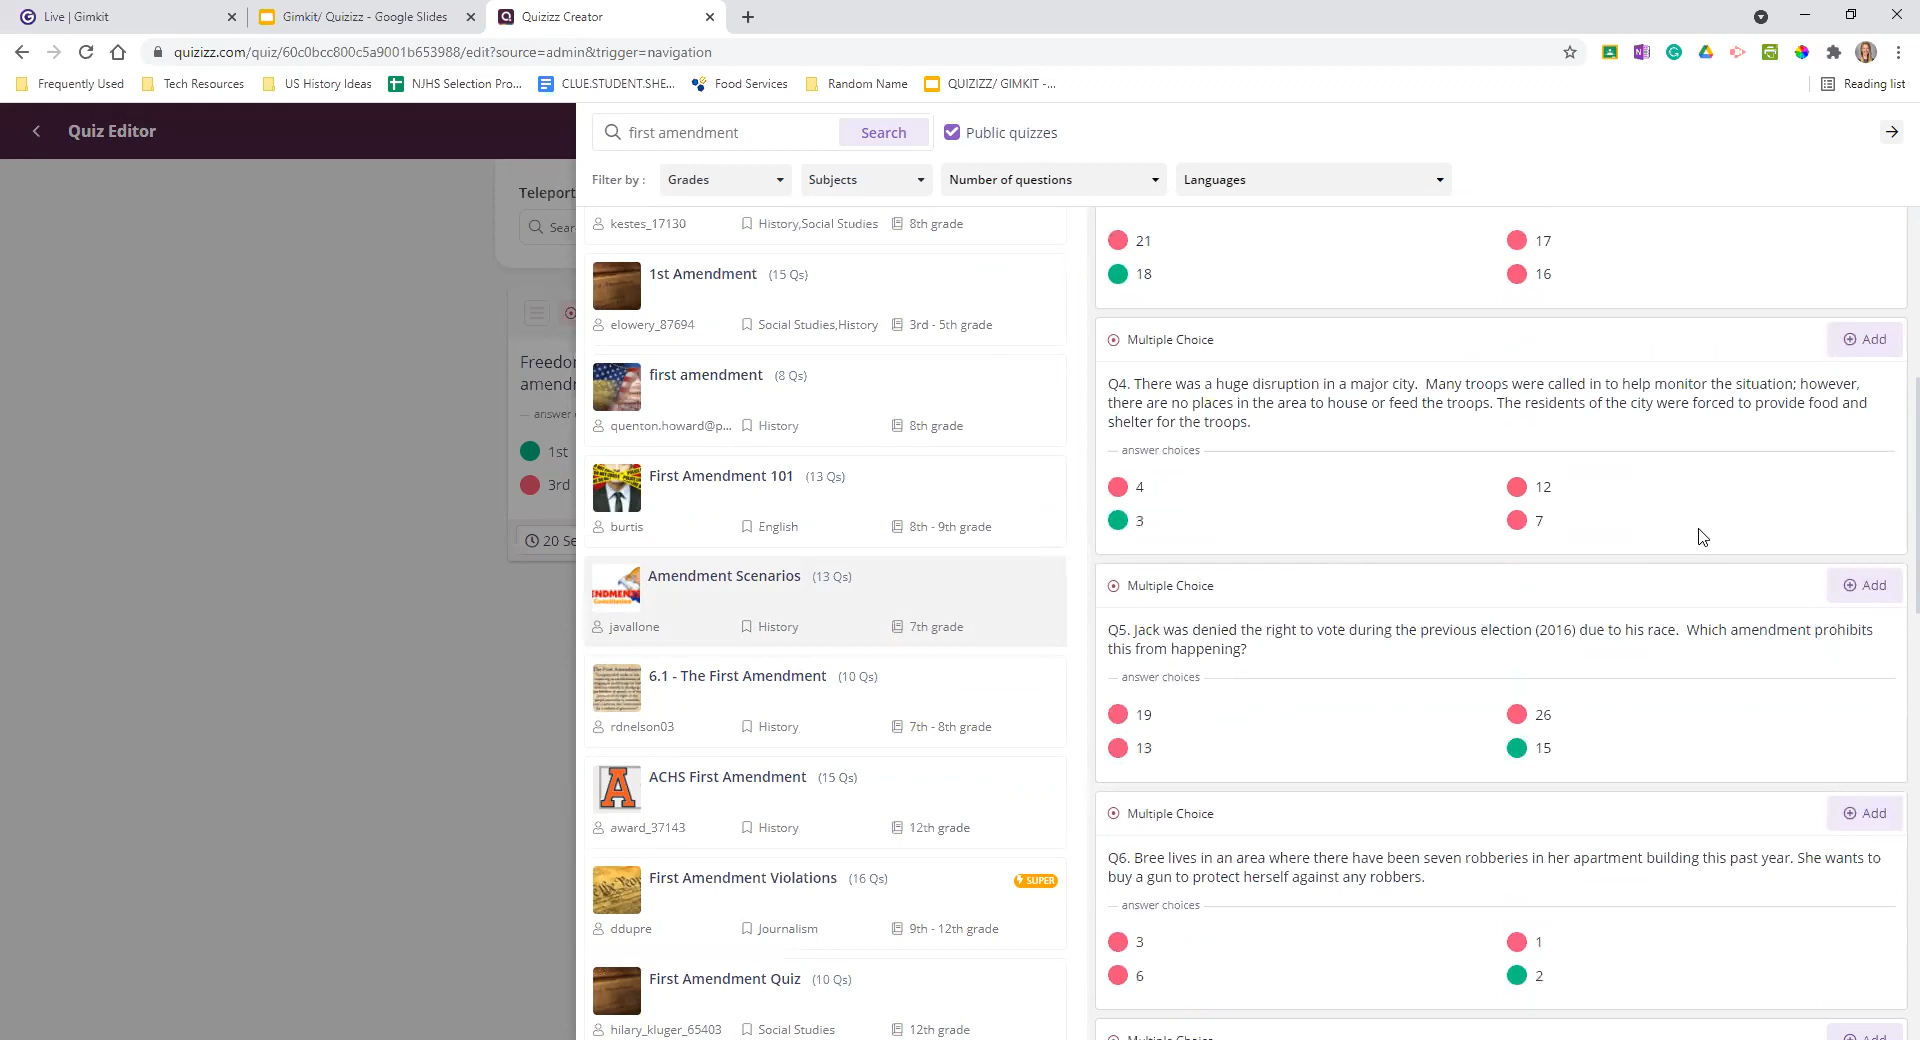 Live | Gimkit
Gimkit/ Quizizz - Google Slides
Quizizz Creator
quizizz.com/quiz/60c0bcc800c5a9001b653988/edit?source=admin&trigger=navigation
Frequently Used
Tech Resources
US History Ideas
NJHS Selection Pro...
CLUE.STUDENT.SHE...
Food Services
Random Name
QUIZIZZ/ GIMKIT -...
Reading list
Quiz Editor
first amendment
Search
Public quizzes
Filter by :
Grades
Subjects
Number of questions
Languages
Teleport
Sear
Freedom
amendm
answer
1st
3rd
20 Se
kestes_17130 History,Social Studies 8th grade
1st Amendment (15 Qs)
elowery_87694 Social Studies,History 3rd - 5th grade
first amendment (8 Qs)
quenton.howard@p... History 8th grade
First Amendment 101 (13 Qs)
burtis English 8th - 9th grade
Amendment Scenarios (13 Qs)
javallone History 7th grade
6.1 - The First Amendment (10 Qs)
rdnelson03 History 7th - 8th grade
ACHS First Amendment (15 Qs)
award_37143 History 12th grade
First Amendment Violations (16 Qs) SUPER
ddupre Journalism 9th - 12th grade
First Amendment Quiz (10 Qs)
hilary_kluger_65403 Social Studies 12th grade
21 17
18 16
Multiple Choice Add
Q4. There was a huge disruption in a major city. Many troops were called in to help monitor the situation; however,
there are no places in the area to house or feed the troops. The residents of the city were forced to provide food and
shelter for the troops.
answer choices
4 12
3 7
Multiple Choice Add
Q5. Jack was denied the right to vote during the previous election (2016) due to his race. Which amendment prohibits
this from happening?
answer choices
19 26
13 15
Multiple Choice Add
Q6. Bree lives in an area where there have been seven robberies in her apartment building this past year. She wants to
buy a gun to protect herself against any robbers.
answer choices
3 1
6 2
Multiple Choice Add